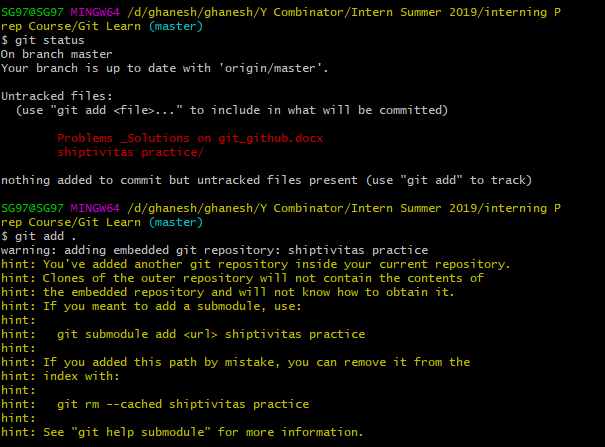 SG97@SG97 MINGW64 /d/ghanesh/ghanesh/Y Combinator/Intern Summer 2019/interning P
rep Course/Git Learn (master)
$ git status
On branch master
Your branch is up to date with 'origin/master'.

Untracked files:
  (use "git add <file>..." to include in what will be committed)

        Problems _Solutions on git_github.docx
        shiptivitas practice/

nothing added to commit but untracked files present (use "git add" to track)

SG97@SG97 MINGW64 /d/ghanesh/ghanesh/Y Combinator/Intern Summer 2019/interning P
rep Course/Git Learn (master)
$ git add .
warning: adding embedded git repository: shiptivitas practice
hint: You've added another git repository inside your current repository.
hint: Clones of the outer repository will not contain the contents of
hint: the embedded repository and will not know how to obtain it.
hint: If you meant to add a submodule, use:
hint:
hint:   git submodule add <url> shiptivitas practice
hint:
hint: If you added this path by mistake, you can remove it from the
hint: index with:
hint:
hint:   git rm --cached shiptivitas practice
hint:
hint: See "git help submodule" for more information.